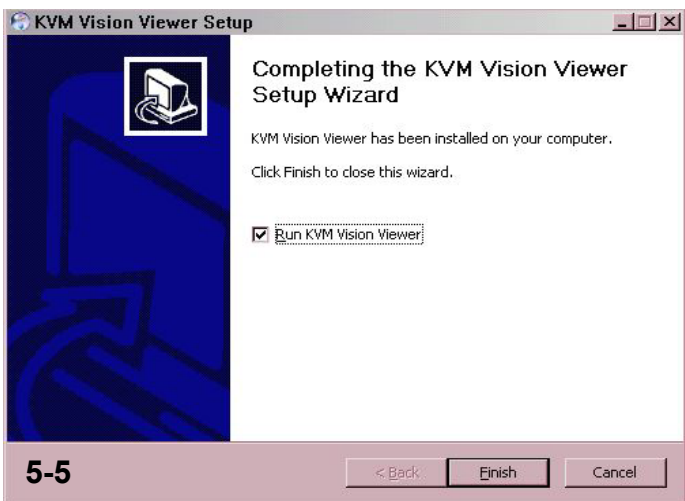 KVM Vision Viewer Setup
Completing the KVM Vision Viewer
Setup Wizard
KVM Vision Viewer has been installed on your computer.
Click Finish to close this wizard.
Run KVM Vision Viewer
5-5
< Back
Finish
Cancel